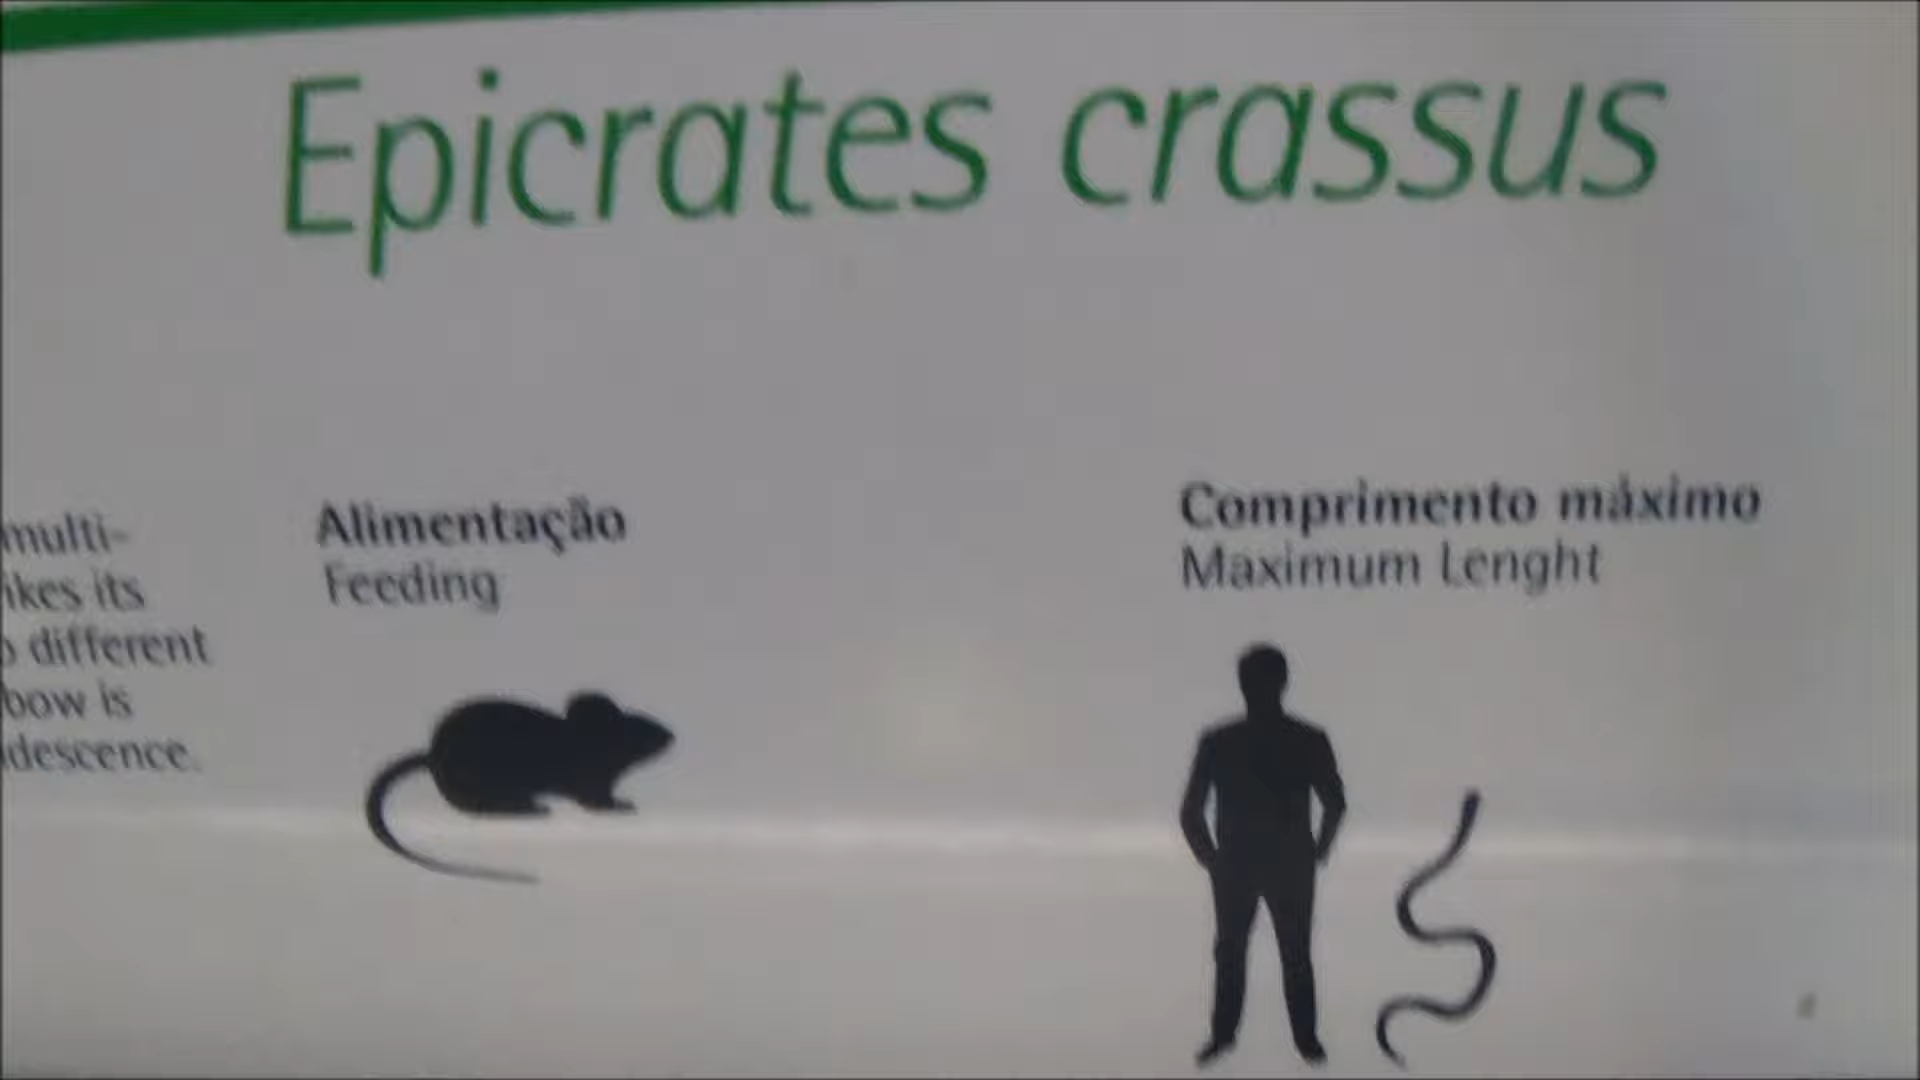 Epicrates crassus
multi-
ikes its
different
bow is
descence.
Alimentação
Feeding
Comprimento máximo
Maximum Lenght